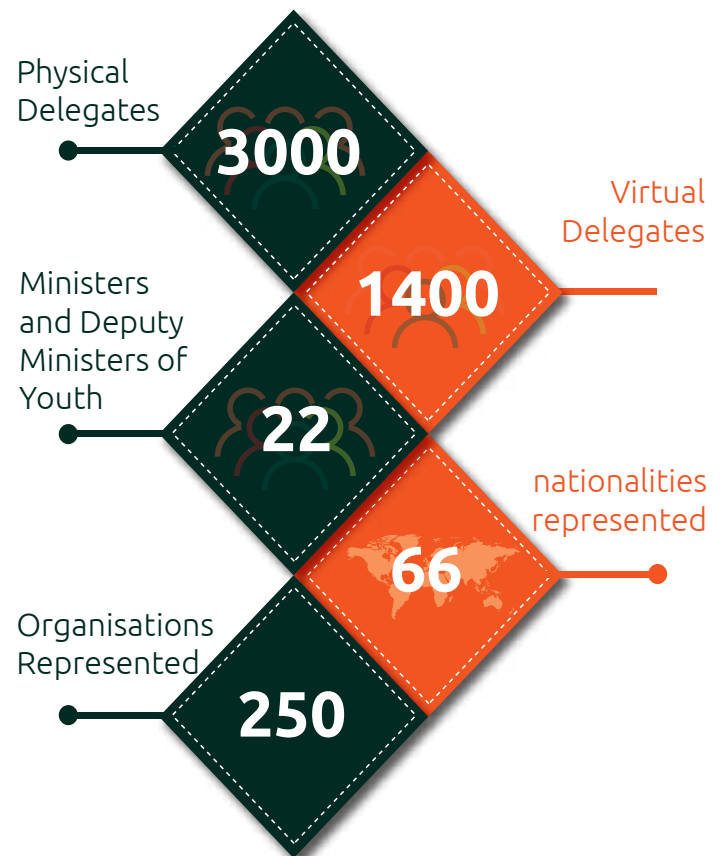 Physical
Delegates
3000
Virtual
Delegates
1400
Ministers
and Deputy
Ministers of
Youth
22
nationalities
represented
66
Organisations
Represented
250